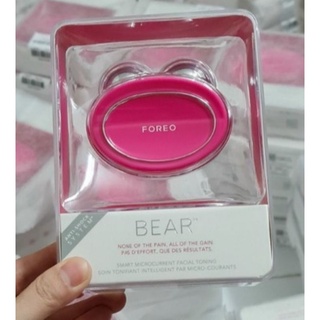 FOREO
BEAR™
NONE OF THE PAIN. ALL OF THE GAIN.
PAS D'EFFORT, QUE DES RÉSULTATS.
SMART MICROCURRENT FACIAL TONING
SOIN TONIFIANT INTELLIGENT PAR MICRO-COURANTS